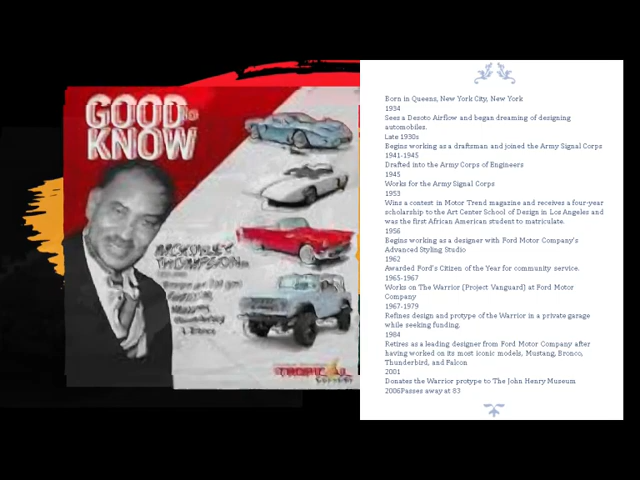 GOOD TO
KNOW
MCKINLEY
THOMPSON
TROPICAL
Born in Queens, New York City, New York
1934
Sees a Desoto Airflow and began dreaming of designing
automobiles.
Late 1930s
Begins working as a draftsman and joined the Army Signal Corps
1941-1945
Drafted into the Army Corps of Engineers
1945
Works for the Army Signal Corps
1953
Wins a contest in Motor Trend magazine and receives a four-year
scholarship to the Art Center School of Design in Los Angeles and
was the first African American student to matriculate.
1956
Begins working as a designer with Ford Motor Company's
Advanced Styling Studio
1962
Awarded Ford's Citizen of the Year for community service.
1965-1967
Works on The Warrior [Project Vanguard] at Ford Motor
Company
1967-1979
Refines design and protype of the Warrior in a private garage
while seeking funding.
1984
Retires as a leading designer from Ford Motor Company after
having worked on its most iconic models, Mustang, Bronco,
Thunderbird, and Falcon
2001
Donates the Warrior protype to The John Henry Museum
2006Passes away at 83